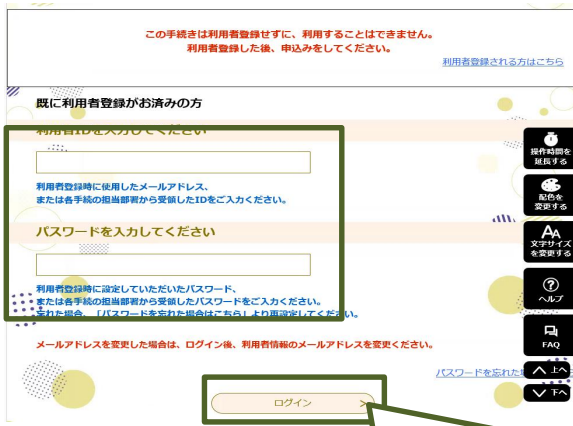 この手続きは利用者登録せずに、利用することはできません。
利用者登録した後、申込みをしてください。
利用者登録される方はこちら
既に利用者登録がお済みの方
利用者IDを入力してください
利用者登録時に使用したメールアドレス、
または各手続の担当部署から受領したIDをご入力ください。
パスワードを入力してください
利用者登録時に設定していただいたパスワード、
または各手続の担当部署から受領したパスワードをご入力ください。
忘れた場合、「パスワードを忘れた場合はこちら」より再設定してください。
メールアドレスを変更した場合は、ログイン後、利用者情報のメールアドレスを変更ください。
パスワードを忘れた
ログイン
操作時間を
延長する
配色を
変更する
AA
文字サイズ
を変更する
?
ヘルプ
FAQ
上へ
下へ